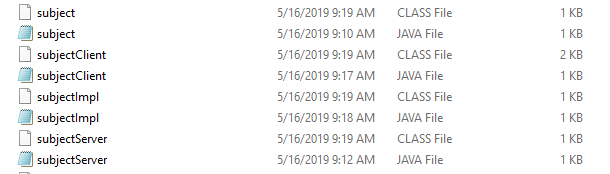 subject 5/16/2019 9:19 AM CLASS File 1 KB
subject 5/16/2019 9:10 AM JAVA File 1 KB
subjectClient 5/16/2019 9:19 AM CLASS File 2 KB
subjectClient 5/16/2019 9:17 AM JAVA File 1 KB
subjectImpl 5/16/2019 9:19 AM CLASS File 1 KB
subjectImpl 5/16/2019 9:18 AM JAVA File 1 KB
subjectServer 5/16/2019 9:19 AM CLASS File 1 KB
subjectServer 5/16/2019 9:12 AM JAVA File 1 KB